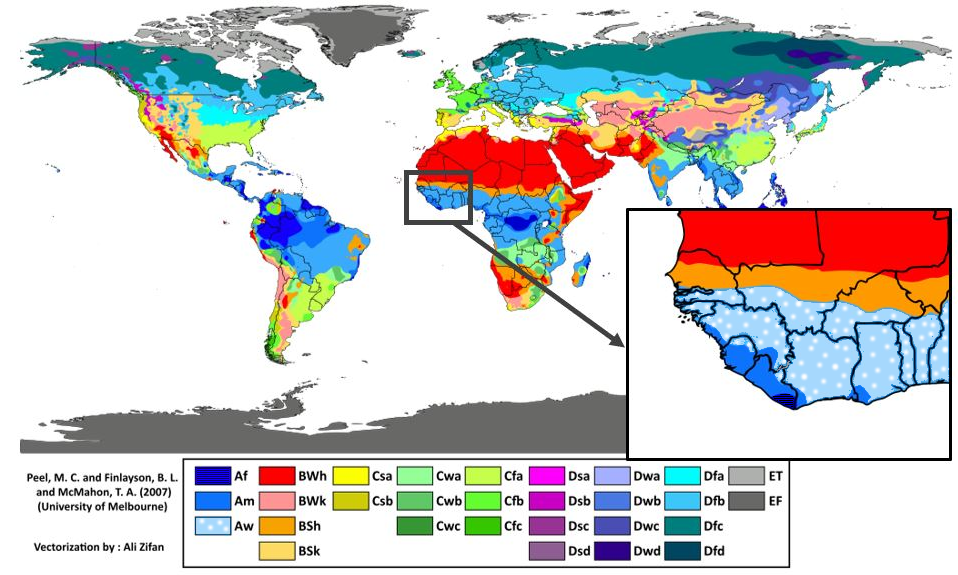 Peel, M. C. and Finlayson, B. L.
and McMahon, T. A. (2007)
(University of Melbourne)
Vectorization by : Ali Zifan
Af BWh Csa Cwa Cfa Dsa Dwa Dfa ET
Am BWk Csb Cwb Cfb Dsb Dwb Dfb EF
Aw BSh Cwc Cfc Dsc Dwc Dfc
BSk Dsd Dwd Dfd